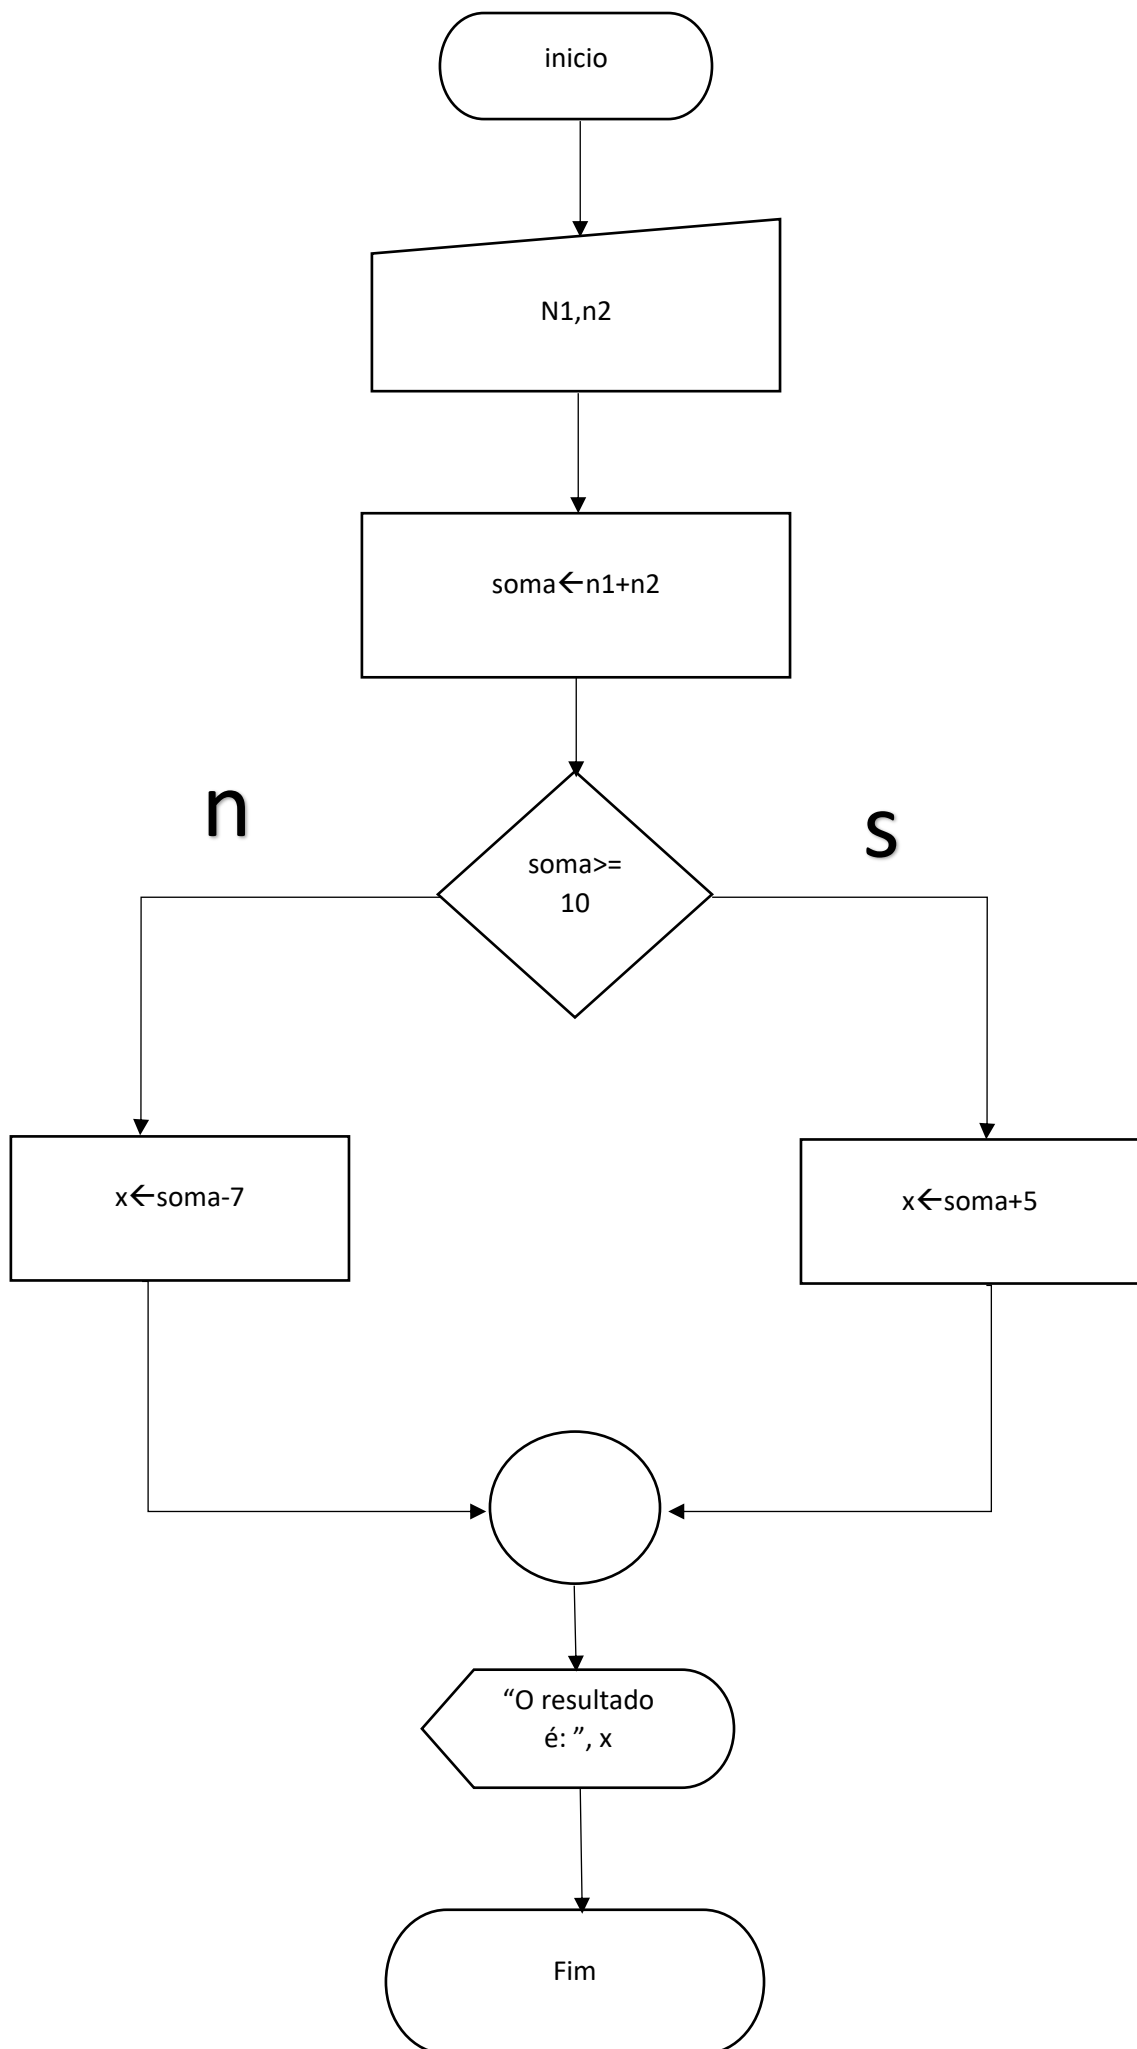 inicio
N1,n2
soma←n1+n2
n
s
soma>=
10
x←soma-7
x←soma+5
“O resultado
é: ”, x
Fim